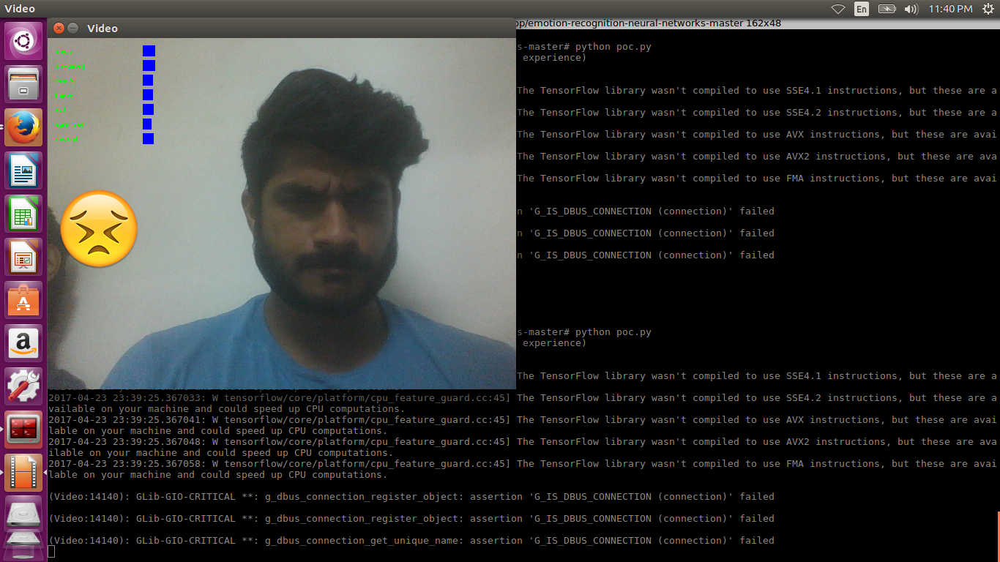 Video
En
11:40 PM
Video
pp/emotion-recognition-neural-networks-master 162x48
s-master# python poc.py
experience)
The TensorFlow library wasn't compiled to use SSE4.1 instructions, but these are a
The TensorFlow library wasn't compiled to use SSE4.2 instructions, but these are a
The TensorFlow library wasn't compiled to use AVX instructions, but these are avai
The TensorFlow library wasn't compiled to use AVX2 instructions, but these are ava
The TensorFlow library wasn't compiled to use FMA instructions, but these are avai
n 'G_IS_DBUS_CONNECTION (connection)' failed
n 'G_IS_DBUS_CONNECTION (connection)' failed
n 'G_IS_DBUS_CONNECTION (connection)' failed
s-master# python poc.py
experience)
The TensorFlow library wasn't compiled to use SSE4.1 instructions, but these are a
2017-04-23 23:39:25.367033: W tensorflow/core/platform/cpu_feature_guard.cc:45] The TensorFlow library wasn't compiled to use SSE4.2 instructions, but these are a
vailable on your machine and could speed up CPU computations.
2017-04-23 23:39:25.367041: W tensorflow/core/platform/cpu_feature_guard.cc:45] The TensorFlow library wasn't compiled to use AVX instructions, but these are avai
lable on your machine and could speed up CPU computations.
2017-04-23 23:39:25.367048: W tensorflow/core/platform/cpu_feature_guard.cc:45] The TensorFlow library wasn't compiled to use AVX2 instructions, but these are ava
ilable on your machine and could speed up CPU computations.
2017-04-23 23:39:25.367058: W tensorflow/core/platform/cpu_feature_guard.cc:45] The TensorFlow library wasn't compiled to use FMA instructions, but these are avai
lable on your machine and could speed up CPU computations.
(Video:14140): GLib-GIO-CRITICAL **: g_dbus_connection_register_object: assertion 'G_IS_DBUS_CONNECTION (connection)' failed
(Video:14140): GLib-GIO-CRITICAL **: g_dbus_connection_register_object: assertion 'G_IS_DBUS_CONNECTION (connection)' failed
(Video:14140): GLib-GIO-CRITICAL **: g_dbus_connection_get_unique_name: assertion 'G_IS_DBUS_CONNECTION (connection)' failed